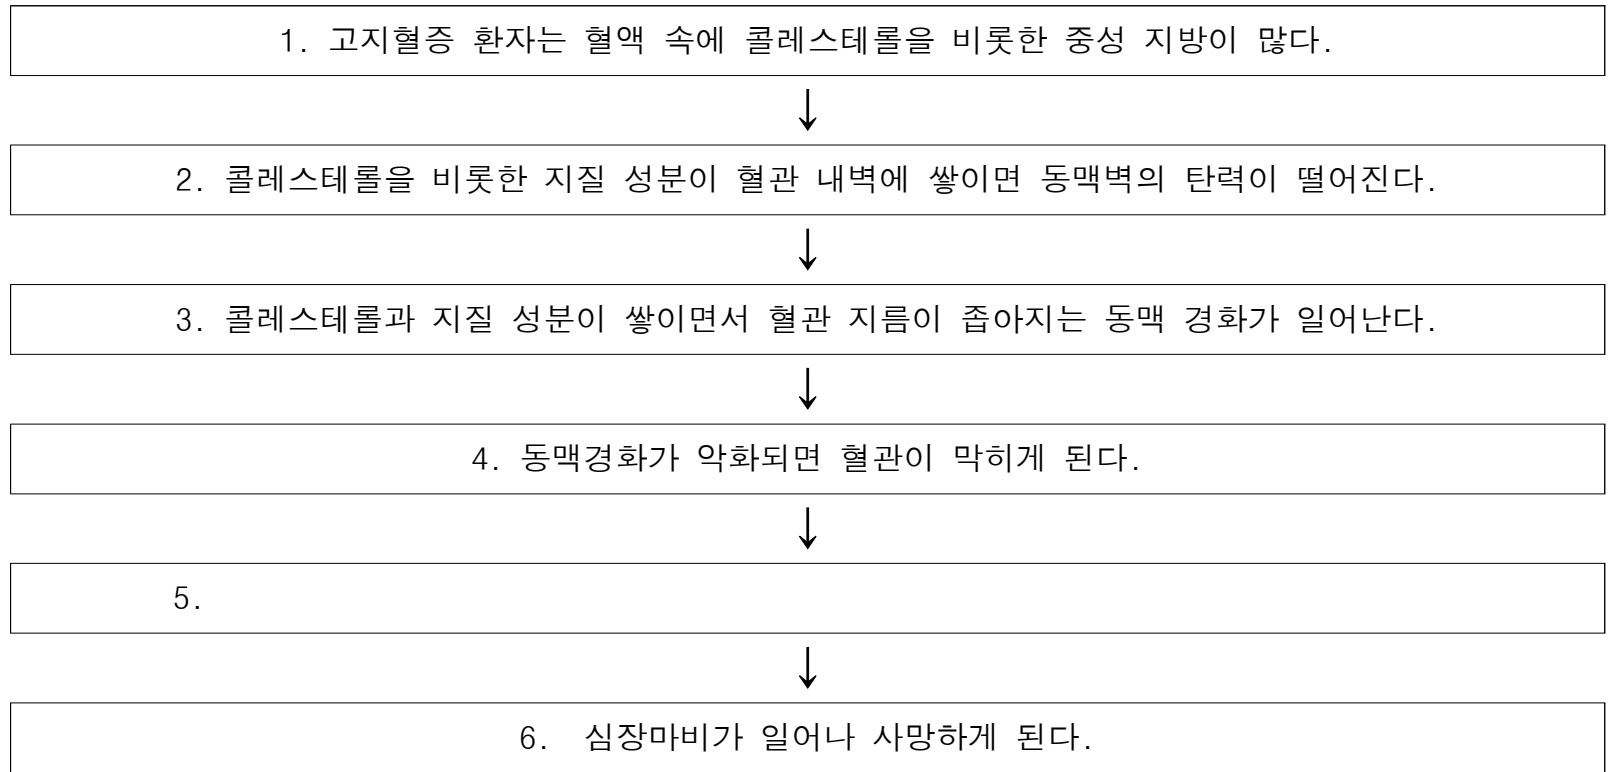 1. 고지혈증 환자는 혈액 속에 콜레스테롤을 비롯한 중성 지방이 많다.
↓
2. 콜레스테롤을 비롯한 지질 성분이 혈관 내벽에 쌓이면 동맥벽의 탄력이 떨어진다.
↓
3. 콜레스테롤과 지질 성분이 쌓이면서 혈관 지름이 좁아지는 동맥 경화가 일어난다.
↓
4. 동맥경화가 악화되면 혈관이 막히게 된다.
↓
5.
↓
6. 심장마비가 일어나 사망하게 된다.